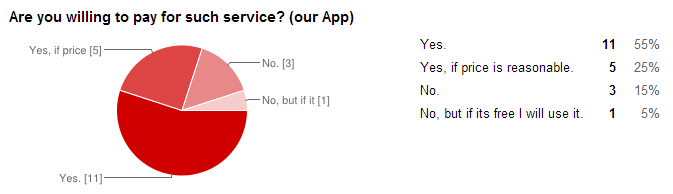 Are you willing to pay for such service? (our App)
Yes, if price [5]
No. [3]
No, but if it [1]
Yes. [11]
Yes. 11 55%
Yes, if price is reasonable. 5 25%
No. 3 15%
No, but if its free I will use it. 1 5%